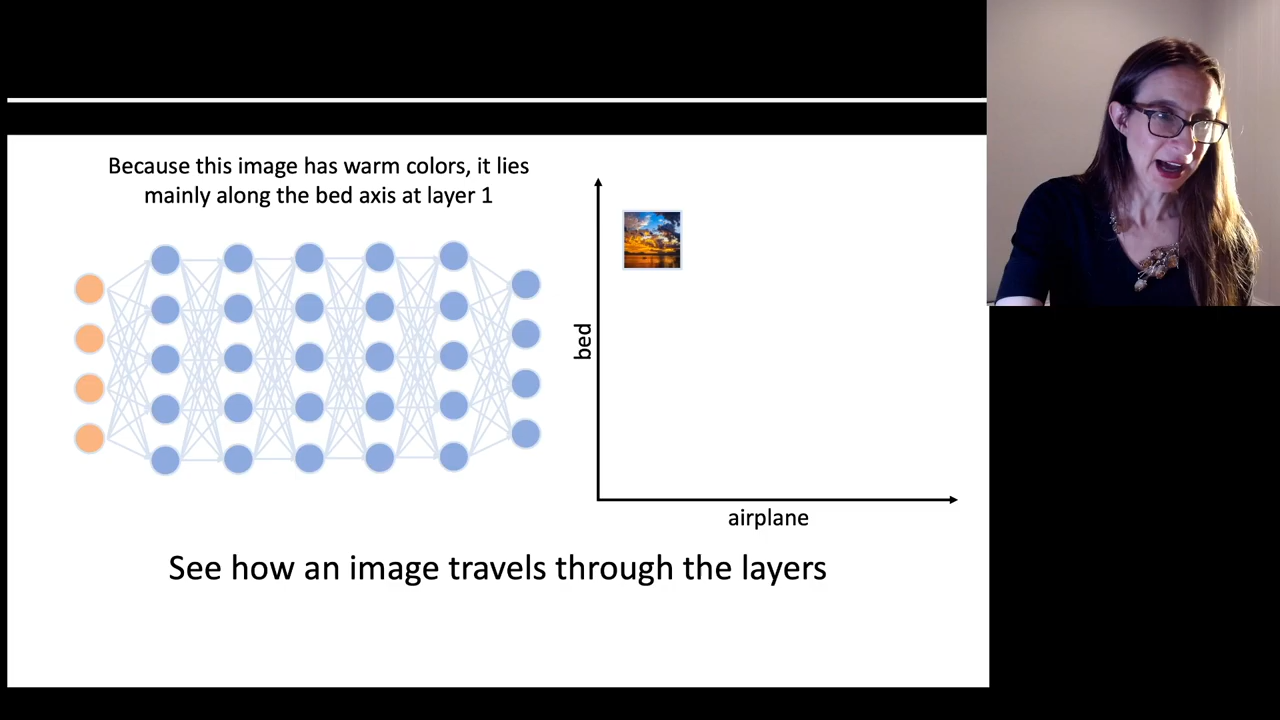 Because this image has warm colors, it lies
mainly along the bed axis at layer 1
bed
airplane
See how an image travels through the layers